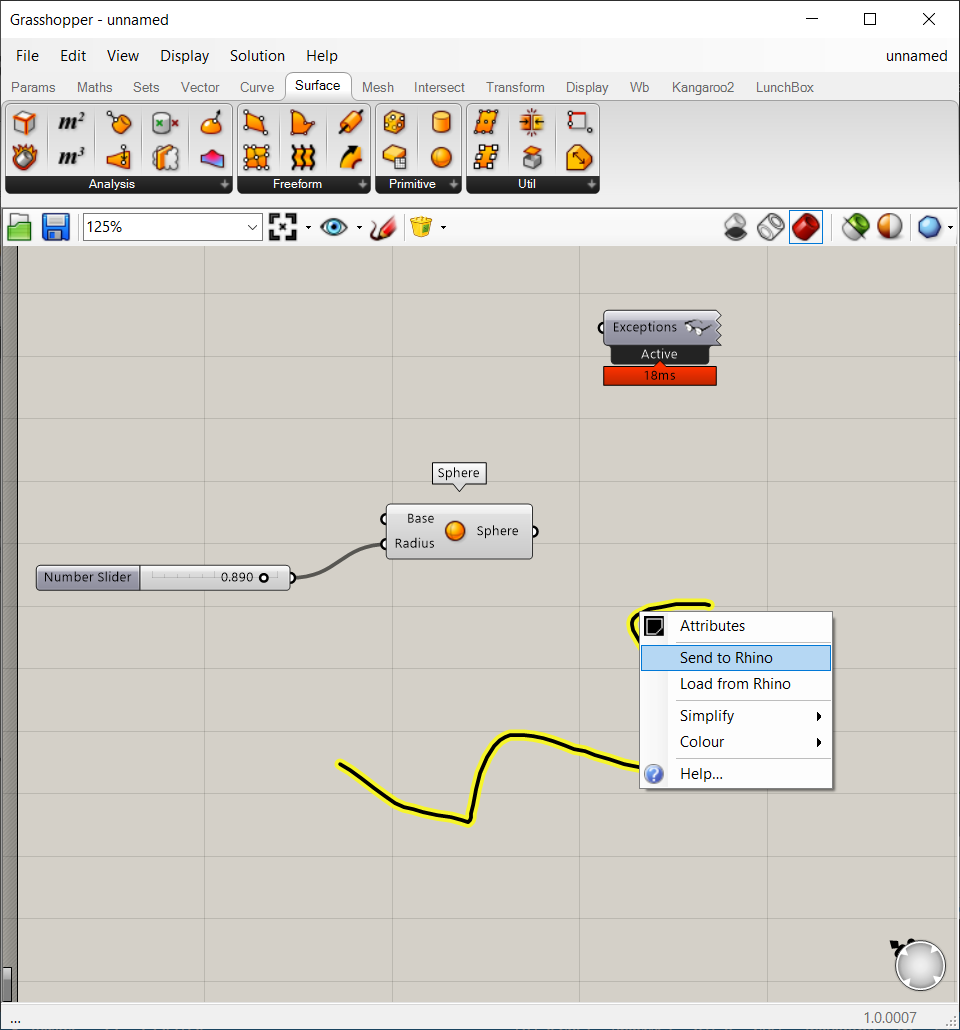 Grasshopper - unnamed
File Edit View Display Solution Help unnamed
Params Maths Sets Vector Curve Surface Mesh Intersect Transform Display Wb Kangaroo2 LunchBox
m²
m³
Analysis Freeform Primitive Util
125%
Exceptions
Active
18ms
Sphere
Base
Sphere
Radius
Number Slider 0.890
Attributes
Send to Rhino
Load from Rhino
Simplify
Colour
? Help...
... 1.0.0007